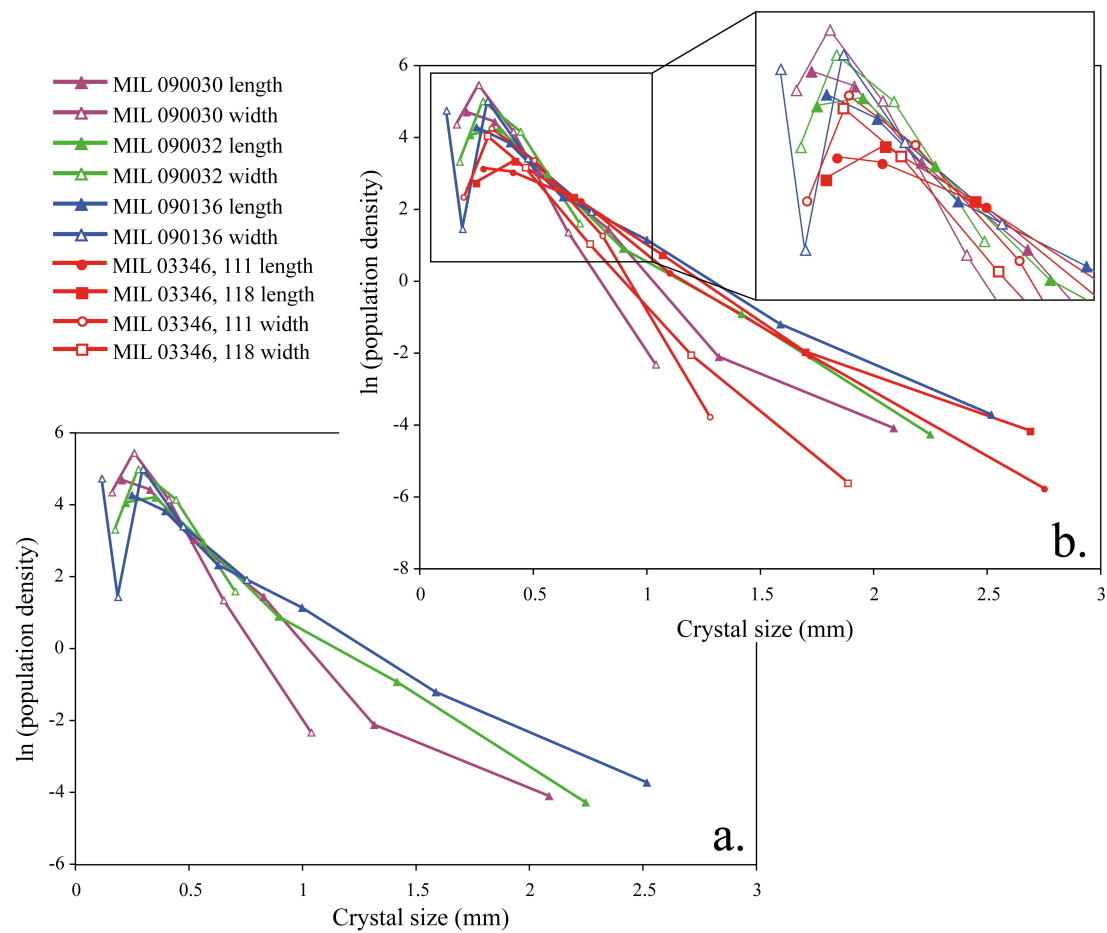 MIL 090030 length
MIL 090030 width
MIL 090032 length
MIL 090032 width
MIL 090136 length
MIL 090136 width
MIL 03346, 111 length
MIL 03346, 118 length
MIL 03346, 111 width
MIL 03346, 118 width
6
4
2
0
-2
-4
-6
-8
ln (population density)
0 0.5 1 1.5 2 2.5 3
Crystal size (mm)
b.
6
4
2
0
-2
-4
-6
ln (population density)
0 0.5 1 1.5 2 2.5 3
Crystal size (mm)
a.